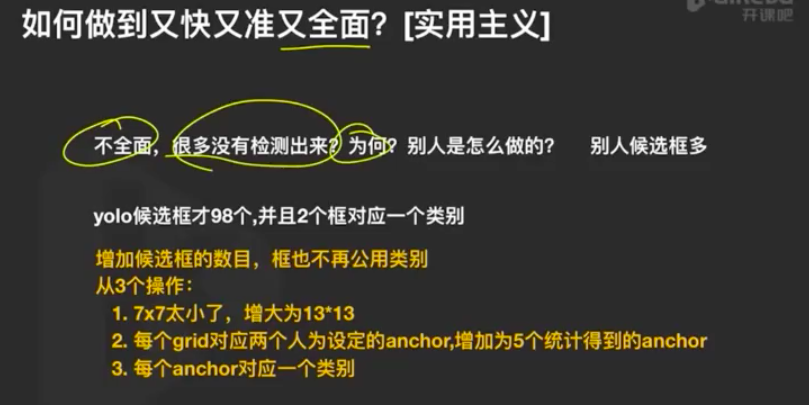 开课吧
如何做到又快又准又全面？[实用主义]
不全面，很多没有检测出来？为何？别人是怎么做的？ 别人候选框多
yolo候选框才98个,并且2个框对应一个类别
增加候选框的数目，框也不再公用类别
从3个操作：
1. 7x7太小了，增大为13*13
2. 每个grid对应两个人为设定的anchor,增加为5个统计得到的anchor
3. 每个anchor对应一个类别